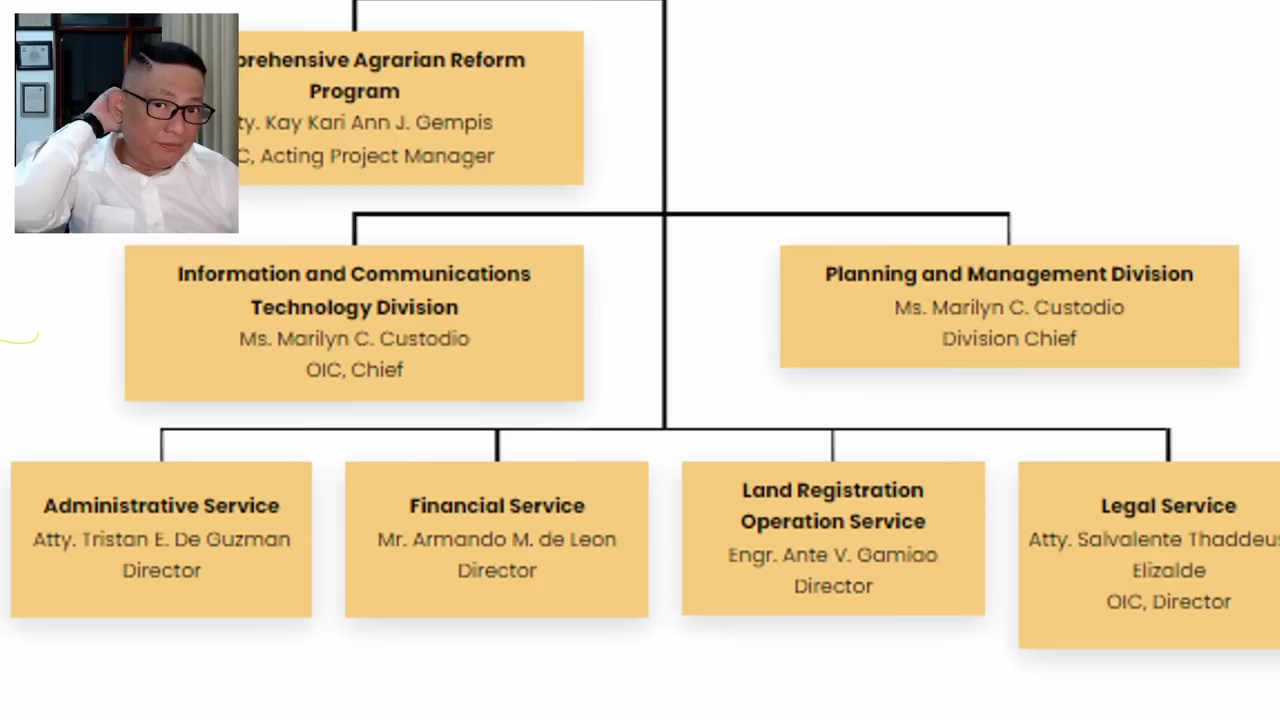 Agrarian Reform
Program
Kay Kari Ann J. Gempis
Acting Project Manager
Information and Communications
Technology Division
Ms. Marilyn C. Custodio
OIC, Chief
Planning and Management Division
Ms. Marilyn C. Custodio
Division Chief
Administrative Service
Atty. Tristan E. De Guzman
Director
Financial Service
Mr. Armando M. de Leon
Director
Land Registration
Operation Service
Engr. Ante V. Gamiao
Director
Legal Service
Atty. Salvalente Thaddeus
Elizalde
OIC, Director